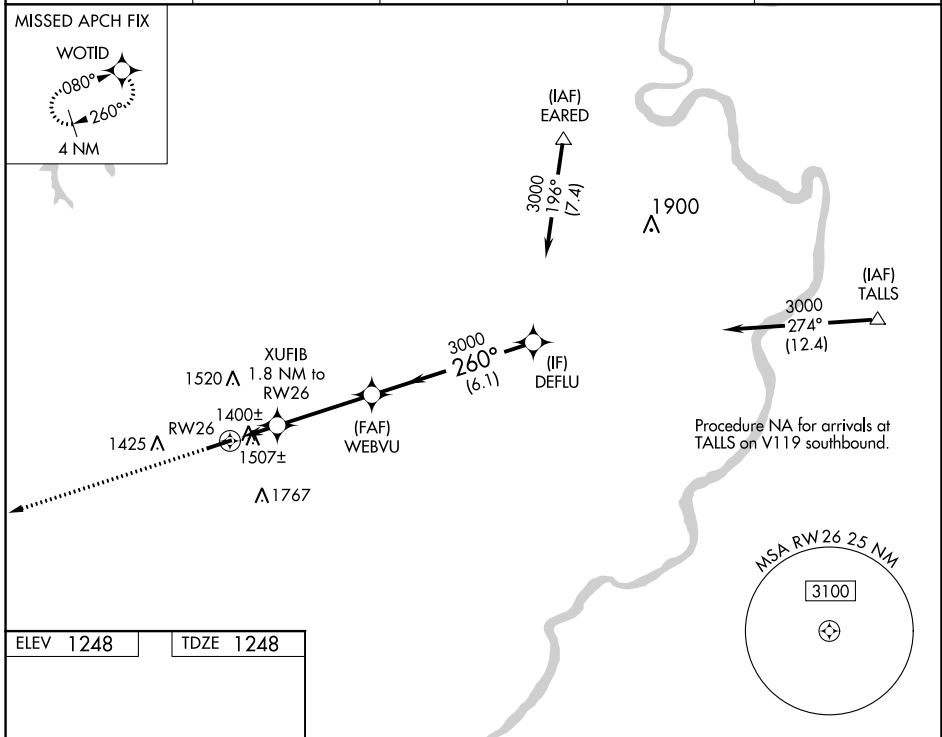 MISSED APCH FIX
WOTID
080°
260°
4 NM
(IAF)
EARED
3000
196°
(7.4)
1900
(IAF)
TALLS
3000
274°
(12.4)
3000
260°
(6.1)
(IF)
DEFLU
XUFIB
1.8 NM to
RW26
1520
1400±
RW26
1425
1507±
(FAF)
WEBVU
1767
Procedure NA for arrivals at
TALLS on V119 southbound.
MSA RW26 25 NM
3100
ELEV 1248
TDZE 1248